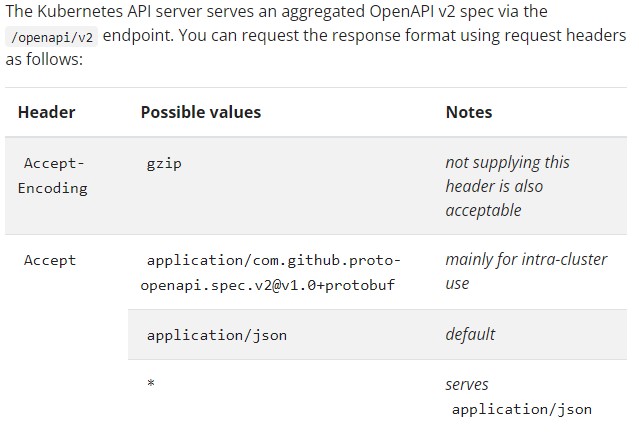 The Kubernetes API server serves an aggregated OpenAPI v2 spec via the
/openapi/v2 endpoint. You can request the response format using request headers
as follows:
Header Possible values Notes
Accept- gzip not supplying this
Encoding header is also
acceptable
Accept application/com.github.proto- mainly for intra-cluster
openapi.spec.v2@v1.0+protobuf use
application/json default
* serves
application/json